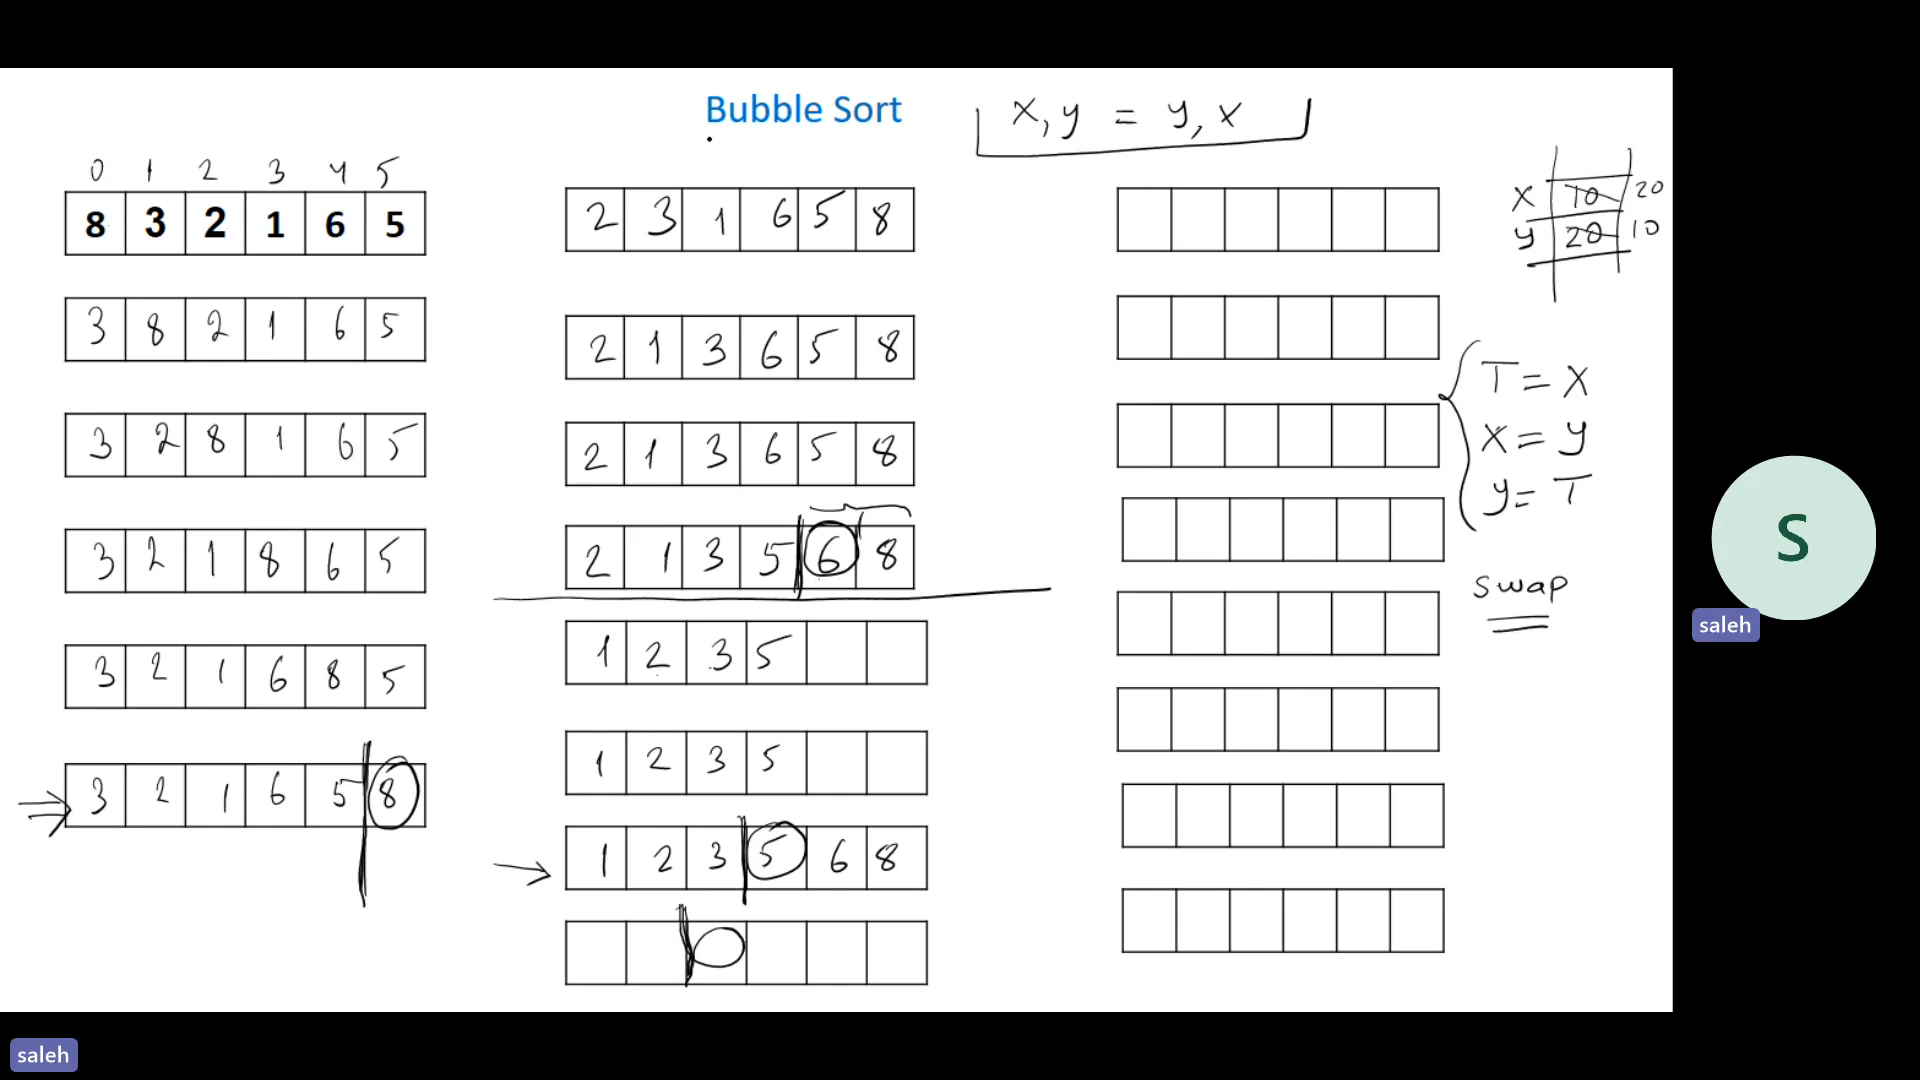 Bubble Sort
x, y = y, x
0 1 2 3 4 5
8 3 2 1 6 5
3 8 2 1 6 5
3 2 8 1 6 5
3 2 1 8 6 5
3 2 1 6 8 5
3 2 1 6 5 8
2 3 1 6 5 8
2 1 3 6 5 8
2 1 3 6 5 8
2 1 3 5 6 8
1 2 3 5
1 2 3 5
1 2 3 5 6 8
x 10 20
y 20 10
T = x
x = y
y = T
swap
S
saleh
saleh